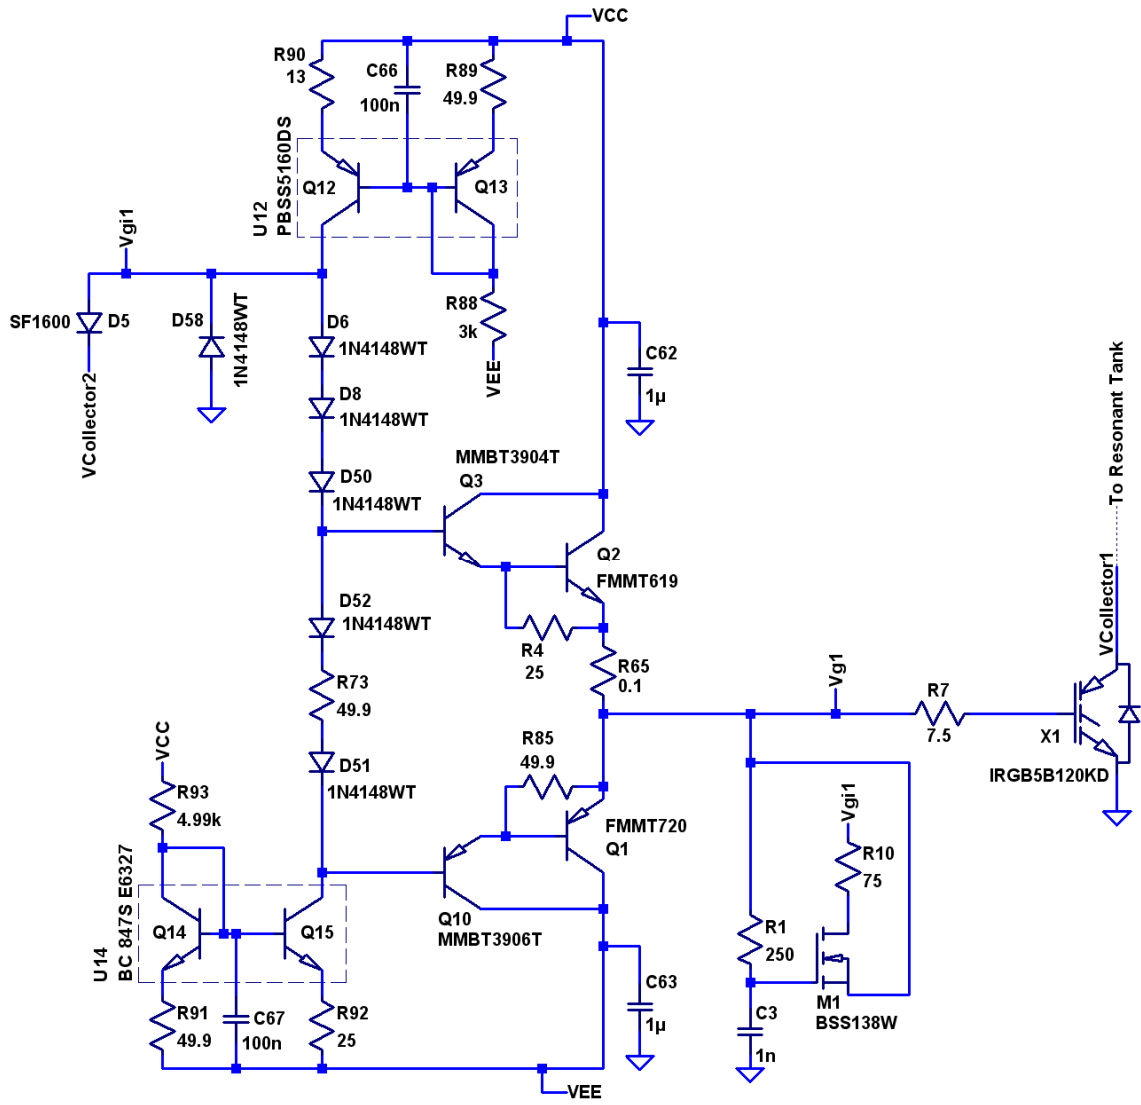 VCC
R90
13
C66
100n
R89
49.9
U12
PBSS5160DS
Q12
Q13
Vgi1
SF1600
D5
D58
1N4148WT
VCollector2
D6
1N4148WT
R88
3k
VEE
C62
1µ
D8
1N4148WT
To Resonant Tank
MMBT3904T
Q3
D50
1N4148WT
Q2
FMMT619
D52
1N4148WT
R4
25
R65
0.1
VCollector1
R73
49.9
Vg1
R7
7.5
X1
IRGB5B120KD
R85
49.9
D51
1N4148WT
VCC
R93
4.99k
Vgi1
FMMT720
Q1
R10
75
U14
BC 847S E6327
Q14
Q15
Q10
MMBT3906T
R1
250
C63
1µ
M1
BSS138W
R91
49.9
C67
100n
R92
25
C3
1n
VEE